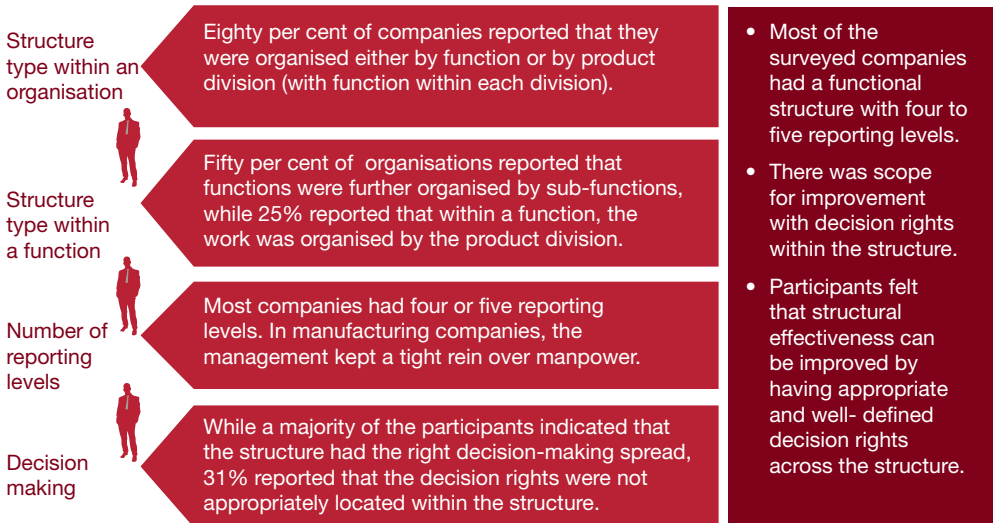 Structure
type within an
organisation
Eighty per cent of companies reported that they
were organised either by function or by product
division (with function within each division).
Structure
type within
a function
Fifty per cent of  organisations reported that
functions were further organised by sub-functions,
while 25% reported that within a function, the
work was organised by the product division.
Number of
reporting
levels
Most companies had four or five reporting
levels. In manufacturing companies, the
management kept a tight rein over manpower.
Decision
making
While a majority of the participants indicated that
the structure had the right decision-making spread,
31% reported that the decision rights were not
appropriately located within the structure.
• Most of the
surveyed companies
had a functional
structure with four to
five reporting levels.
• There was scope
for improvement
with decision rights
within the structure.
• Participants felt
that structural
effectiveness can
be improved by
having appropriate
and well- defined
decision rights
across the structure.